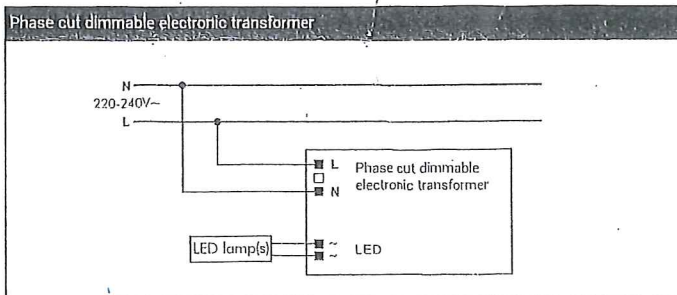 Phase cut dimmable electronic transformer
N
220-240V~
L
L Phase cut dimmable
electronic transformer
N
LED lamp(s)
~ LED
~